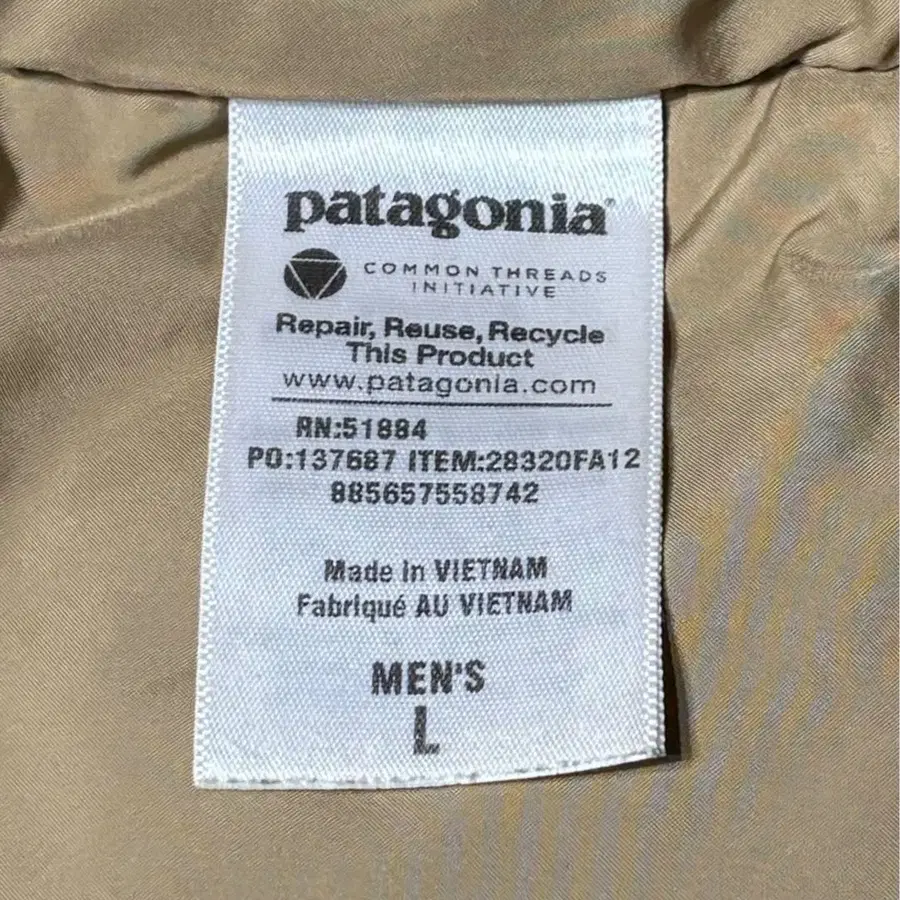 patagonia®
COMMON THREADS
INITIATIVE
Repair, Reuse, Recycle
This Product
www.patagonia.com
RN:51884
PO:137687 ITEM:28320FA12
885657558742
Made in VIETNAM
Fabriqué AU VIETNAM
MEN'S
L